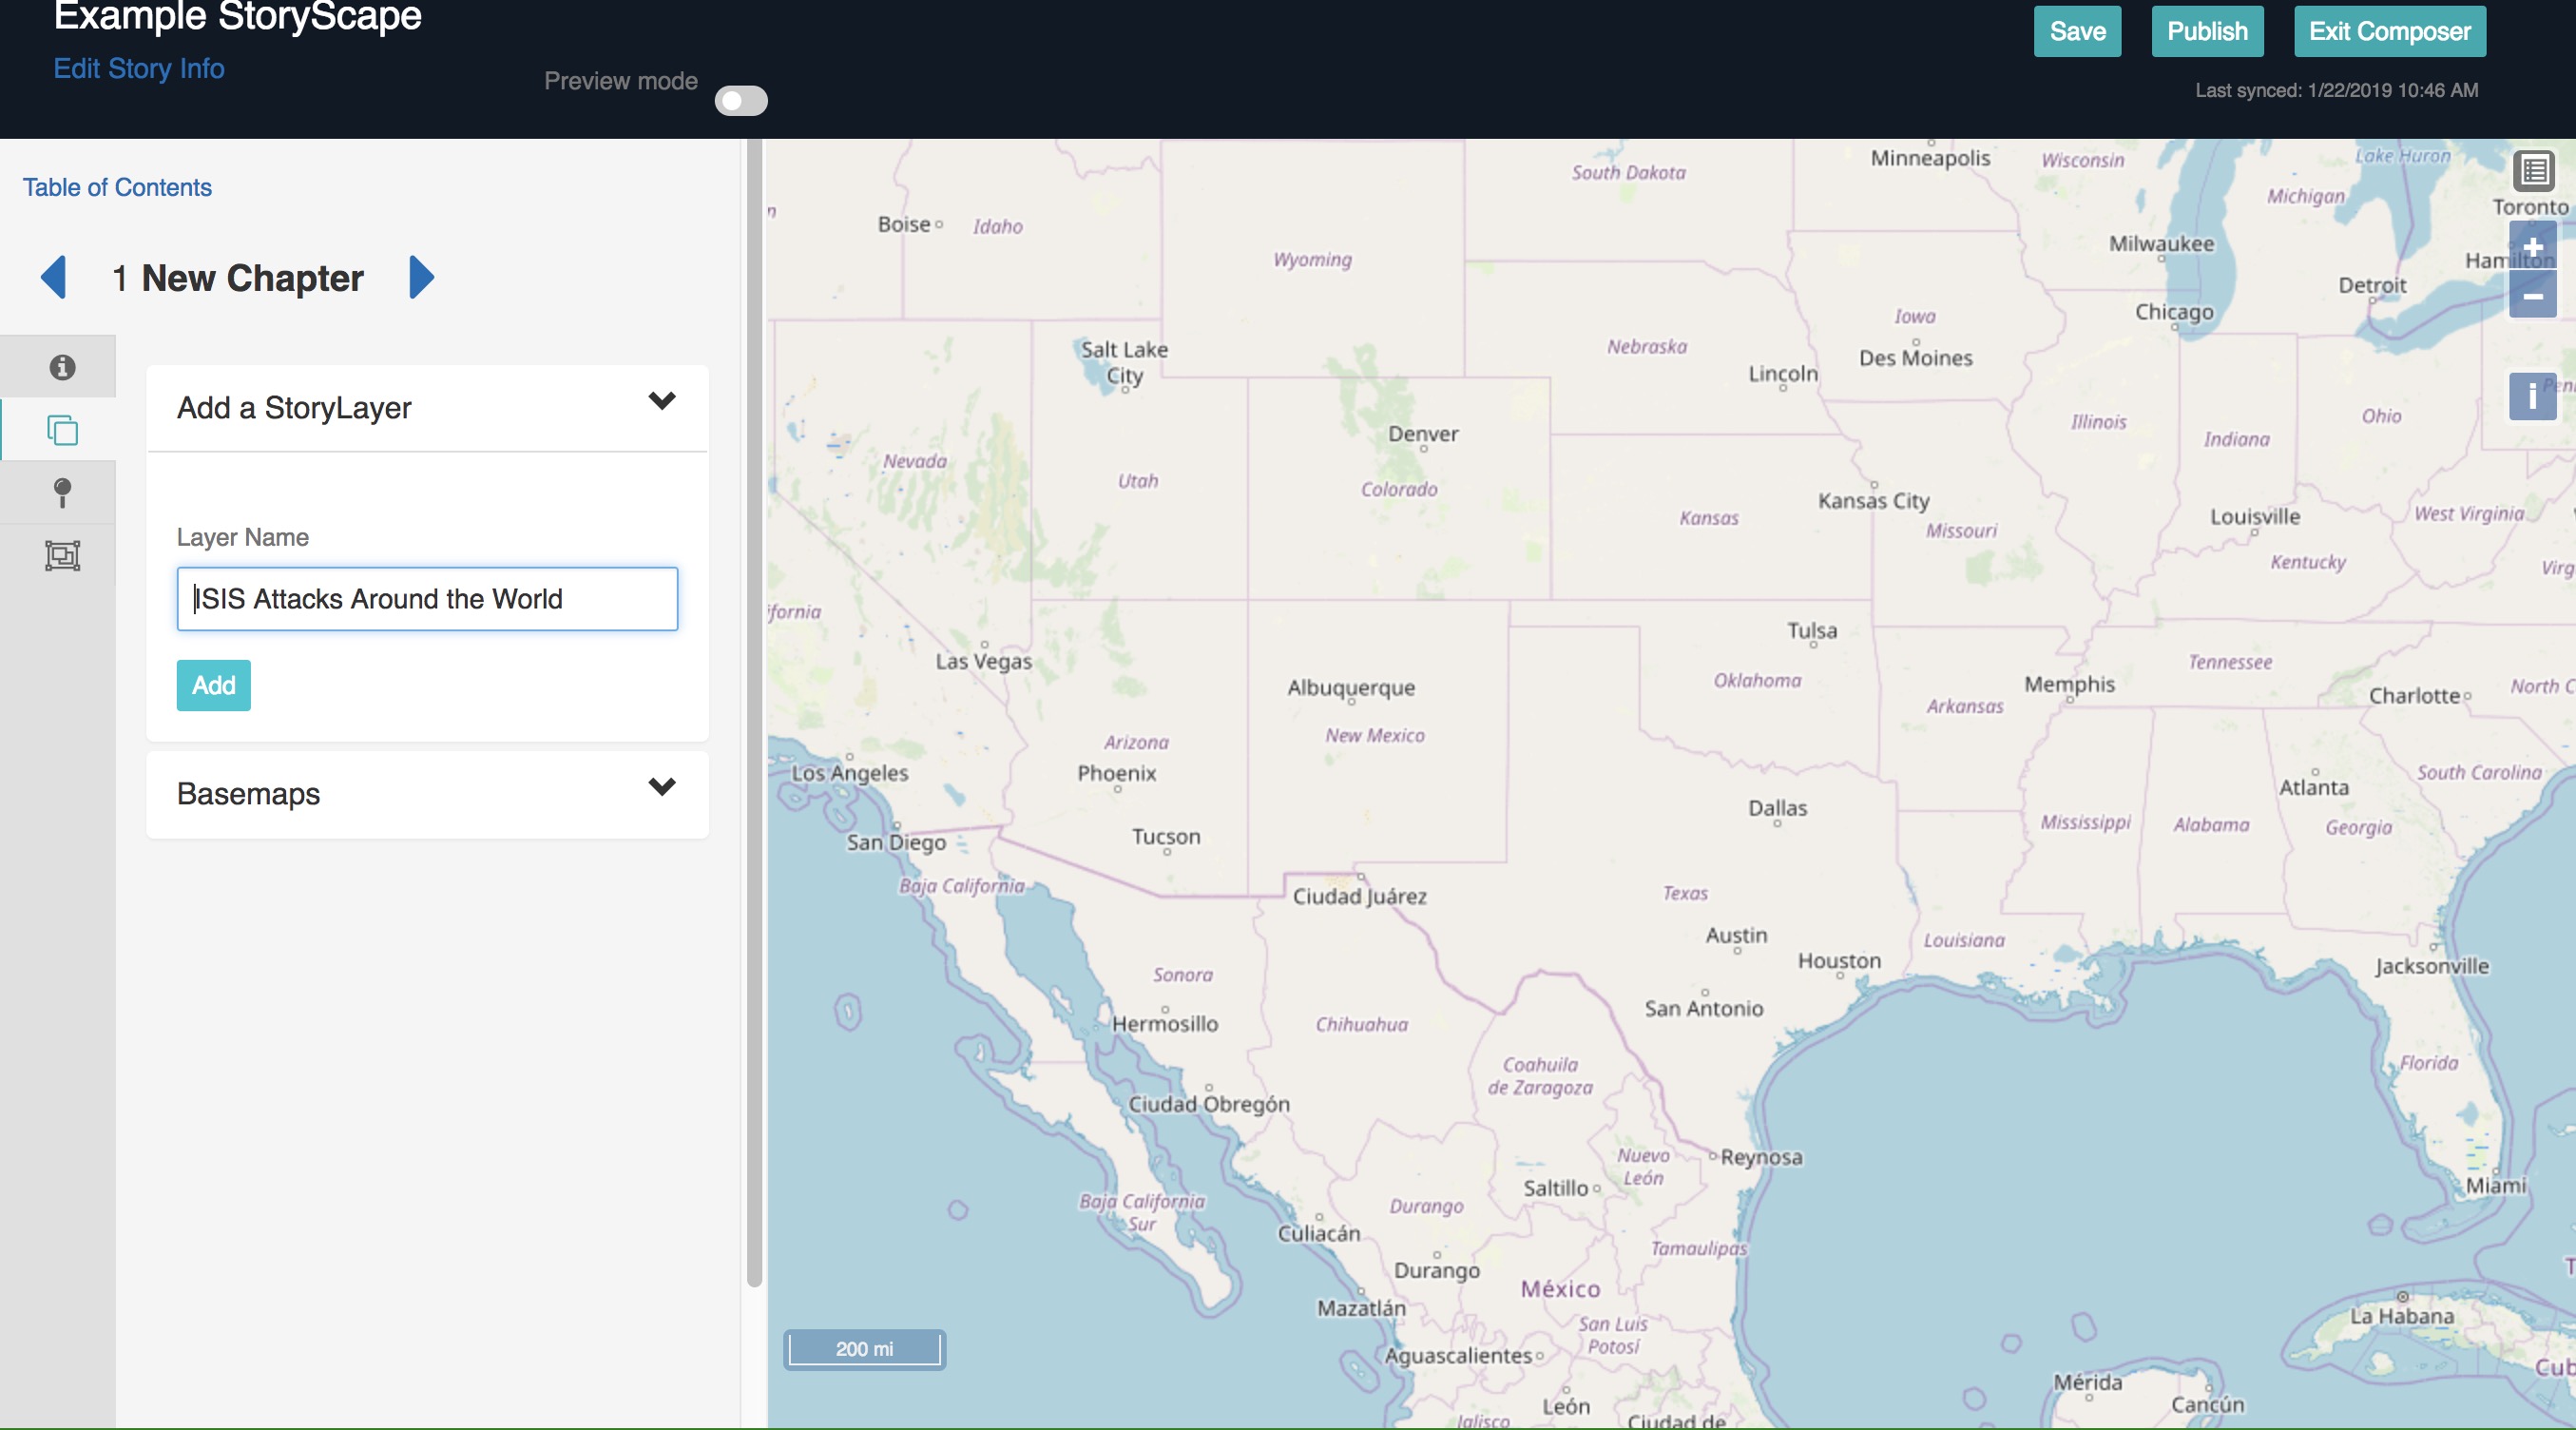 Example StoryScape
Edit Story Info
Preview mode
Save
Publish
Exit Composer
Last synced: 1/22/2019 10:46 AM
Table of Contents
1 New Chapter
Add a StoryLayer
Layer Name
ISIS Attacks Around the World
Add
Basemaps
Minneapolis
Wisconsin
Lake Huron
South Dakota
Michigan
Toronto
Boise
Idaho
Milwaukee
Wyoming
Hamilton
Detroit
Chicago
Iowa
Nebraska
Salt Lake
City
Des Moines
Lincoln
Illinois
Ohio
Indiana
Denver
Nevada
Utah
Colorado
Kansas City
Kansas
Missouri
Louisville
West Virginia
Kentucky
Virg
ifornia
Tulsa
Las Vegas
Tennessee
Oklahoma
Memphis
Albuquerque
Charlotte
North C
Arkansas
New Mexico
Arizona
Phoenix
Los Angeles
South Carolina
Atlanta
Dallas
Mississippi
Alabama
Georgia
San Diego
Tucson
Baja California
Ciudad Juárez
Texas
Austin
Louisiana
Houston
Jacksonville
Sonora
San Antonio
Hermosillo
Chihuahua
Coahuila
de Zaragoza
Florida
Ciudad Obregón
Nuevo
León
Reynosa
Saltillo
Miami
Baja California
Sur
Durango
Culiacán
Tamaulipas
Durango
México
Mazatlán
La Habana
San Luis
Potosí
200 mi
Aguascalientes
Cub
Mérida
León
Cancún
Jalisco
Ciudad de